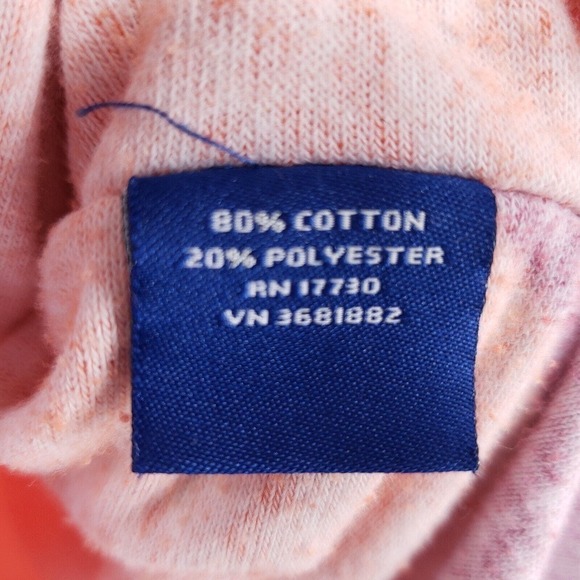 80% COTTON
20% POLYESTER
RN 17730
VN 3681882